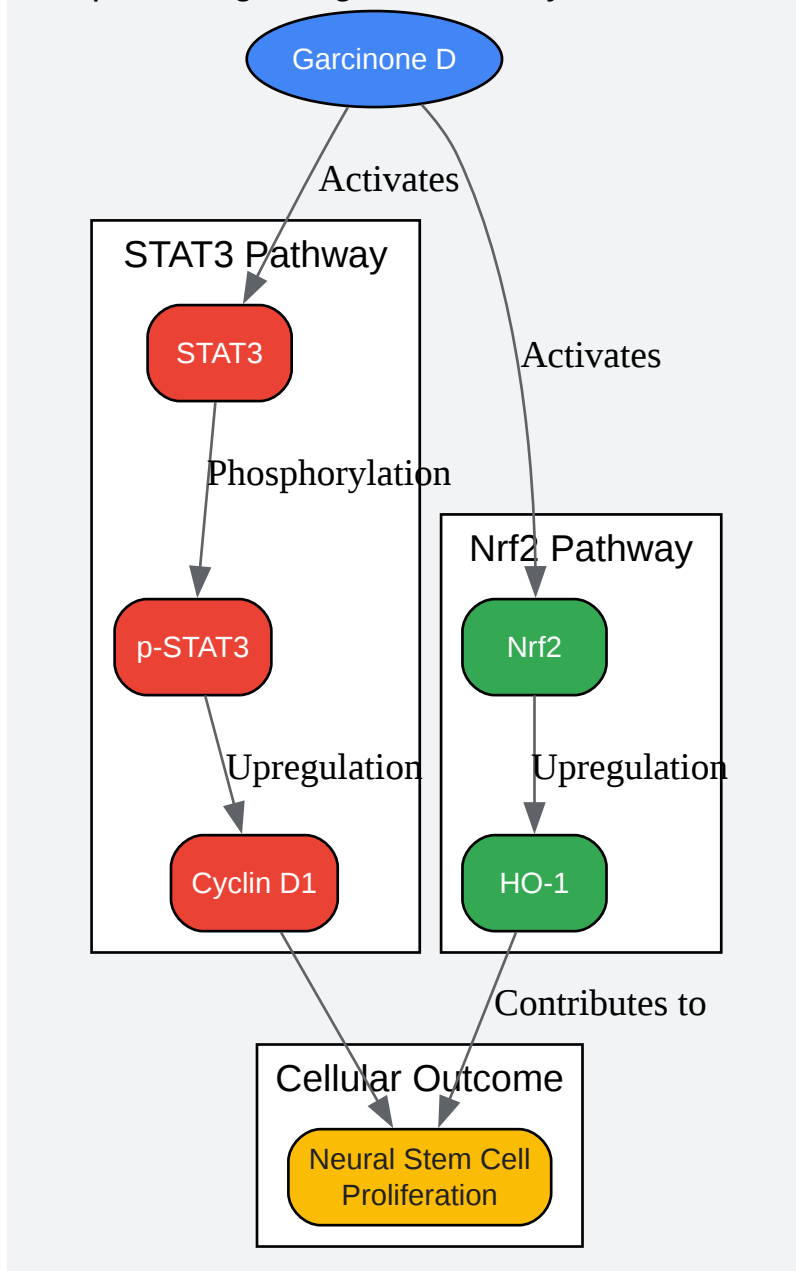 Garcinone D
Activates
STAT3 Pathway
STAT3
Activates
Phosphorylation
Nrf2 Pathway
p-STAT3
Nrf2
Upregulation
Upregulation
Cyclin D1
HO-1
Contributes to
Cellular Outcome
Neural Stem Cell
Proliferation